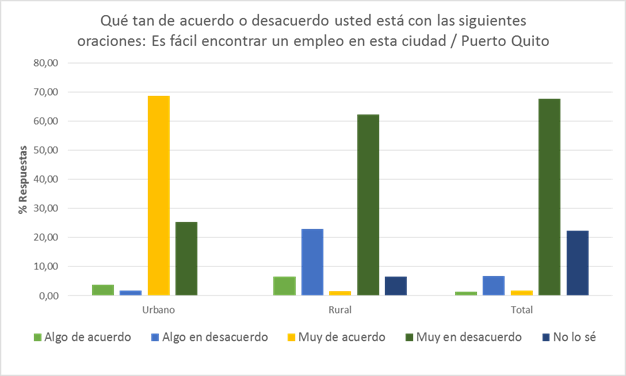 Qué tan de acuerdo o desacuerdo usted está con las siguientes
oraciones: Es fácil encontrar un empleo en esta ciudad / Puerto Quito
80,00
70,00
60,00
50,00
40,00
30,00
20,00
10,00
0,00
% Respuestas
Urbano Rural Total
Algo de acuerdo Algo en desacuerdo Muy de acuerdo Muy en desacuerdo No lo sé